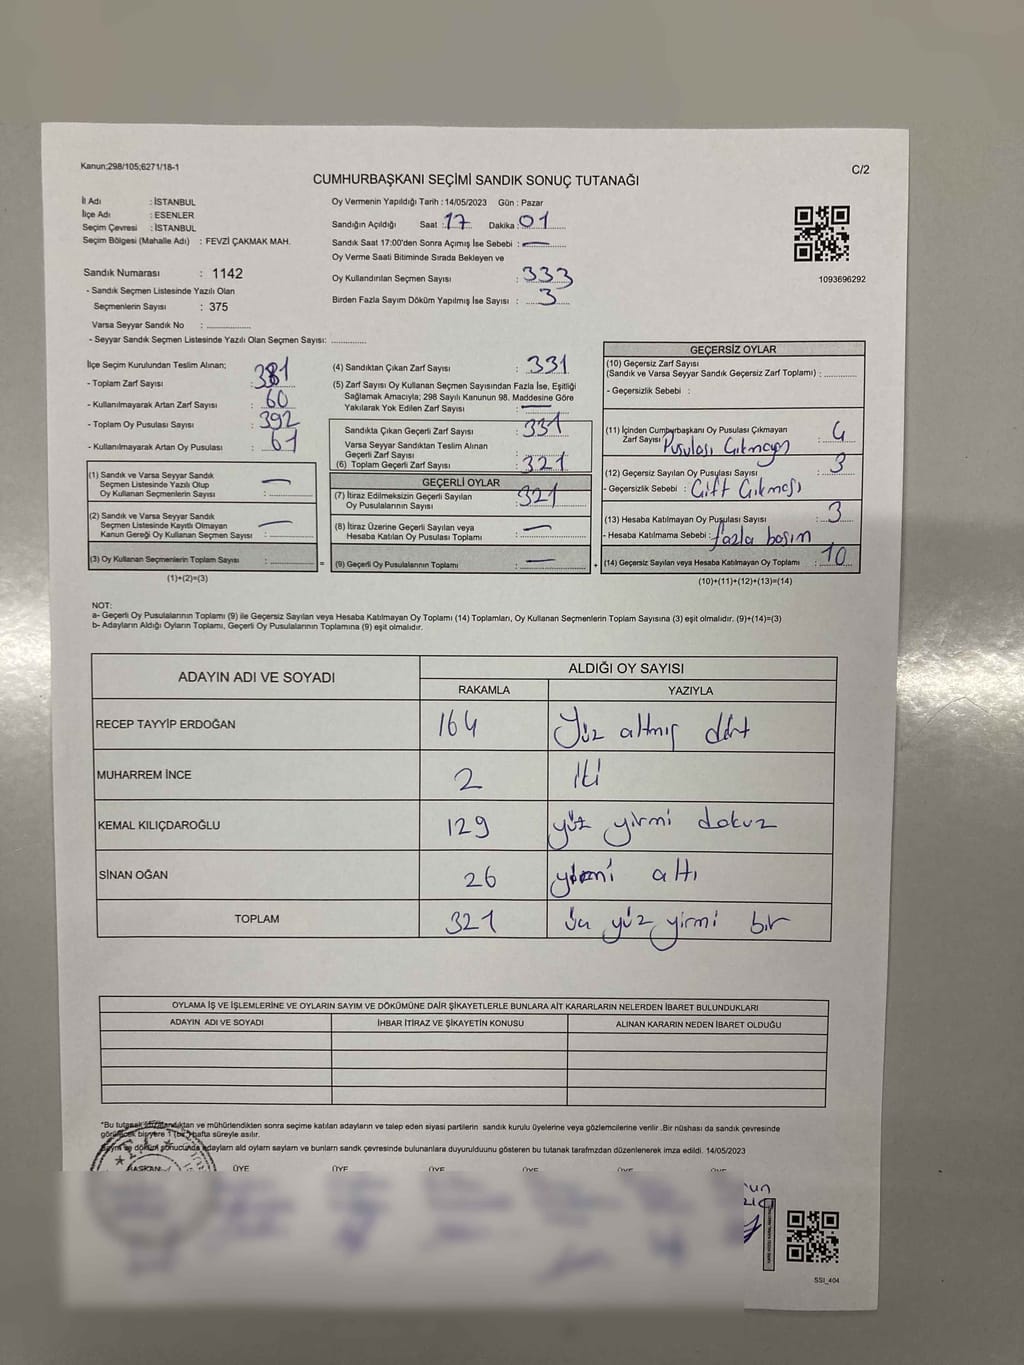 Kanun;298/105;6271/18-1
C/2
CUMHURBAŞKANI SEÇİMİ SANDIK SONUÇ TUTANAĞI
İl Adı : İSTANBUL
İlçe Adı : ESENLER
Seçim Çevresi : İSTANBUL
Seçim Bölgesi (Mahalle Adı) : FEVZİ ÇAKMAK MAH.
Sandık Numarası : 1142
- Sandık Seçmen Listesinde Yazılı Olan
Seçmenlerin Sayısı : 375
Varsa Seyyar Sandık No : ................
- Seyyar Sandık Seçmen Listesinde Yazılı Olan Seçmen Sayısı: .............
Oy Vermenin Yapıldığı Tarih : 14/05/2023 Gün : Pazar
Sandığın Açıldığı Saat : 17 Dakika : 01
Sandık Saat 17:00'den Sonra Açımış İse Sebebi : —
Oy Verme Saati Bitiminde Sırada Bekleyen ve
Oy Kullandırılan Seçmen Sayısı : 333
Birden Fazla Sayım Döküm Yapılmış İse Sayısı : 3
1093696292
İlçe Seçim Kurulundan Teslim Alınan;
- Toplam Zarf Sayısı : 381
- Kullanılmayarak Artan Zarf Sayısı : 60
- Toplam Oy Pusulası Sayısı : 392
- Kullanılmayarak Artan Oy Pusulası : 61
(1) Sandık ve Varsa Seyyar Sandık
Seçmen Listesinde Yazılı Olup
Oy Kullanan Seçmenlerin Sayısı : —
(2) Sandık ve Varsa Seyyar Sandık
Seçmen Listesinde Kayıtlı Olmayan
Kanun Gereği Oy Kullanan Seçmen Sayısı : —
(3) Oy Kullanan Seçmenlerin Toplam Sayısı : ............. =
(1)+(2)=(3)
(4) Sandıktan Çıkan Zarf Sayısı : 331
(5) Zarf Sayısı Oy Kullanan Seçmen Sayısından Fazla İse, Eşitliği
Sağlamak Amacıyla; 298 Sayılı Kanunun 98. Maddesine Göre
Yakılarak Yok Edilen Zarf Sayısı : —
Sandıkta Çıkan Geçerli Zarf Sayısı : 331
Varsa Seyyar Sandıktan Teslim Alınan
Geçerli Zarf Sayısı
(6) Toplam Geçerli Zarf Sayısı : 321
GEÇERLİ OYLAR
(7) İtiraz Edilmeksizin Geçerli Sayılan
Oy Pusulalarının Sayısı : 321
(8) İtiraz Üzerine Geçerli Sayılan veya
Hesaba Katılan Oy Pusulası Toplamı : —
(9) Geçerli Oy Pusulalarının Toplamı : — +
GEÇERSİZ OYLAR
(10) Geçersiz Zarf Sayısı
(Sandık ve Varsa Seyyar Sandık Geçersiz Zarf Toplamı) : ............
- Geçersizlik Sebebi :
(11) İçinden Cumhurbaşkanı Oy Pusulası Çıkmayan
Zarf Sayısı Pusulası Çıkmayan : 4
(12) Geçersiz Sayılan Oy Pusulası Sayısı : 3
- Geçersizlik Sebebi : Çift Çıkması
(13) Hesaba Katılmayan Oy Pusulası Sayısı : 3
- Hesaba Katılmama Sebebi : fazla basım
(14) Geçersiz Sayılan veya Hesaba Katılmayan Oy Toplamı : 10
(10)+(11)+(12)+(13)=(14)
NOT:
a- Geçerli Oy Pusulalarının Toplamı (9) ile Geçersiz Sayılan veya Hesaba Katılmayan Oy Toplamı (14) Toplamları, Oy Kullanan Seçmenlerin Toplam Sayısına (3) eşit olmalıdır. (9)+(14)=(3)
b- Adayların Aldığı Oyların Toplamı, Geçerli Oy Pusulalarının Toplamına (9) eşit olmalıdır.
ADAYIN ADI VE SOYADI ALDIĞI OY SAYISI
RAKAMLA YAZIYLA
RECEP TAYYİP ERDOĞAN 164 Yüz altmış dört
MUHARREM İNCE 2 iki
KEMAL KILIÇDAROĞLU 129 yüz yirmi dokuz
SİNAN OĞAN 26 yirmi altı
TOPLAM 321 üç yüz yirmi bir
OYLAMA İŞ VE İŞLEMLERİNE VE OYLARIN SAYIM VE DÖKÜMÜNE DAİR ŞİKAYETLERLE BUNLARA AİT KARARLARIN NELERDEN İBARET BULUNDUKLARI
ADAYIN ADI VE SOYADI İHBAR İTİRAZ VE ŞİKAYETİN KONUSU ALINAN KARARIN NEDEN İBARET OLDUĞU
*Bu tutanak imzalandıktan ve mühürlendikten sonra seçime katılan adayların ve talep eden siyasi partilerin sandık kurulu üyelerine veya gözlemcilerine verilir .Bir nüshası da sandık çevresinde
görülecek bir yere 1 (bir) hafta süreyle asılır.
Sayım ve döküm sonucunda adayların aldığı oyların sayısı ve bunların sandık çevresinde bulunanlara duyurulduğunu gösteren bu tutanak tarafımızdan düzenlenerek imza edildi. 14/05/2023
BAŞKAN ÜYE ÜYE ÜYE ÜYE ÜYE ÜYE
SSI_404